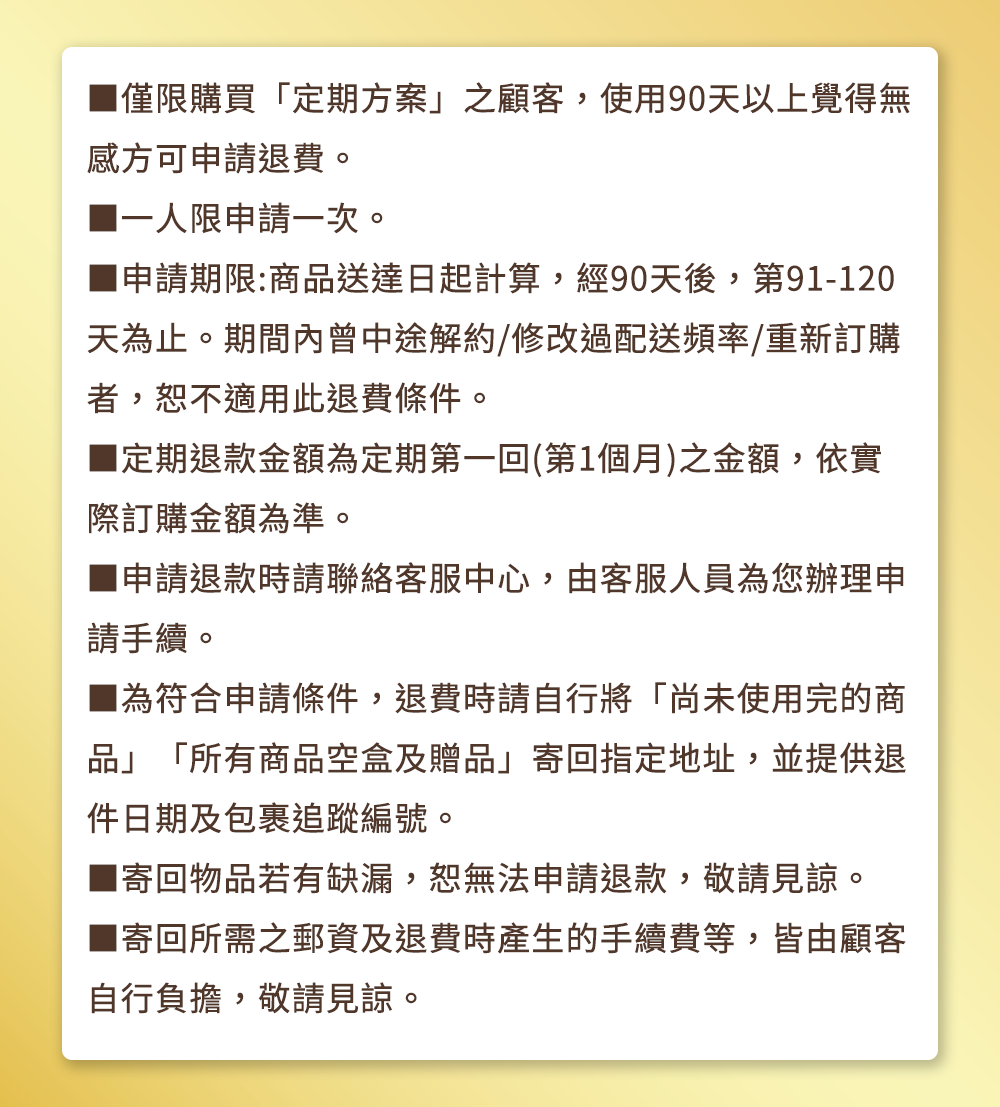 ■僅限購買「定期方案」之顧客，使用90天以上覺得無
感方可申請退費。
■一人限申請一次。
■申請期限:商品送達日起計算，經90天後，第91-120
天為止。期間內曾中途解約/修改過配送頻率/重新訂購
者，恕不適用此退費條件。
■定期退款金額為定期第一回(第1個月)之金額，依實
際訂購金額為準。
■申請退款時請聯絡客服中心，由客服人員為您辦理申
請手續。
■為符合申請條件，退費時請自行將「尚未使用完的商
品」「所有商品空盒及贈品」寄回指定地址，並提供退
件日期及包裹追蹤編號。
■寄回物品若有缺漏，恕無法申請退款，敬請見諒。
■寄回所需之郵資及退費時產生的手續費等，皆由顧客
自行負擔，敬請見諒。